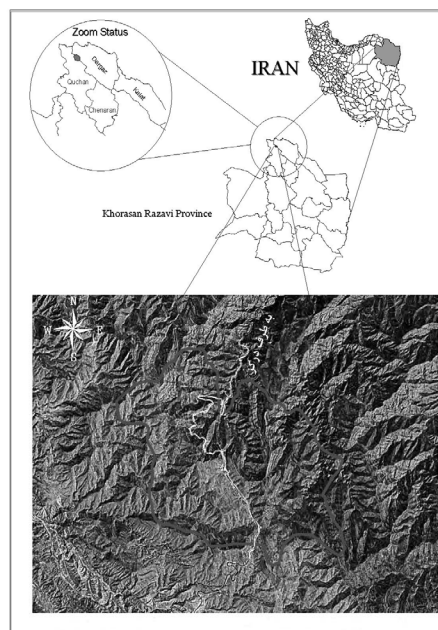 Zoom Status
IRAN
Dargaz
Quchan
Kalat
Chenaran
Khorasan Razavi Province
N
W E
S